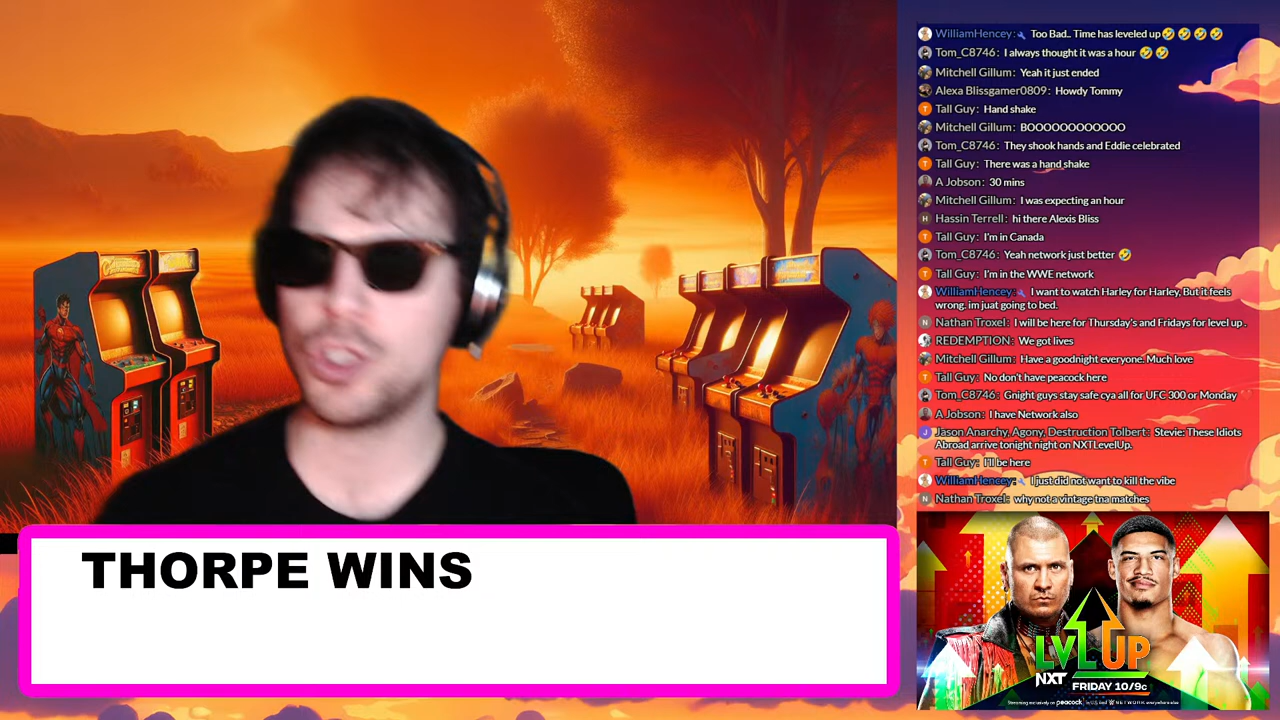 WilliamHencey: Too Bad.. Time has leveled up🤣🤣🤣🤣
Tom_C8746: I always thought it was a hour 🤣 🤣
Mitchell Gillum: Yeah it just ended
Alexa Blissgamer0809: Howdy Tommy
T Tall Guy: Hand shake
Mitchell Gillum: BOOOOOOOOOOOO
Tom_C8746: They shook hands and Eddie celebrated
T Tall Guy: There was a hand shake
A Jobson: 30 mins
Mitchell Gillum: I was expecting an hour
H Hassin Terrell: hi there Alexis Bliss
T Tall Guy: I'm in Canada
Tom_C8746: Yeah network just better 🤣
T Tall Guy: I'm in the WWE network
WilliamHencey: I want to watch Harley for Harley, But it feels
wrong. im juat going to bed.
N Nathan Troxel: I will be here for Thursday's and Fridays for level up .
REDEMPTION: We got lives
Mitchell Gillum: Have a goodnight everyone. Much love
T Tall Guy: No don't have peacock here
Tom_C8746: Gnight guys stay safe cya all for UFC 300 or Monday
A Jobson: I have Network also
J Jason Anarchy, Agony, Destruction Tolbert: Stevie: These Idiots
Abroad arrive tonight night on NXTLevelUp.
T Tall Guy: I'll be here
WilliamHencey: I just did not want to kill the vibe
N Nathan Troxel: why not a vintage tna matches
THORPE WINS
LVL UP
NXT
FRIDAY 10/9c